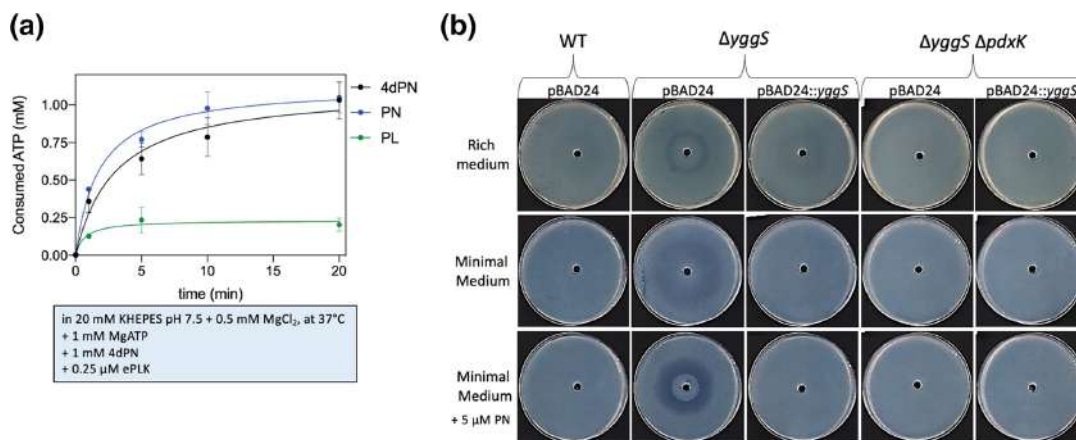 (a)
Consumed ATP (mM)
1.00
0.75
0.50
0.25
0.00
0 5 10 15 20
time (min)
4dPN
PN
PL
in 20 mM KHEPES pH 7.5 + 0.5 mM MgCl₂, at 37°C
+ 1 mM MgATP
+ 1 mM 4dPN
+ 0.25 µM ePLK
(b)
WT ΔyggS ΔyggS ΔpdxK
pBAD24 pBAD24 pBAD24::yggS pBAD24 pBAD24::yggS
Rich
medium
Minimal
Medium
Minimal
Medium
+ 5 µM PN